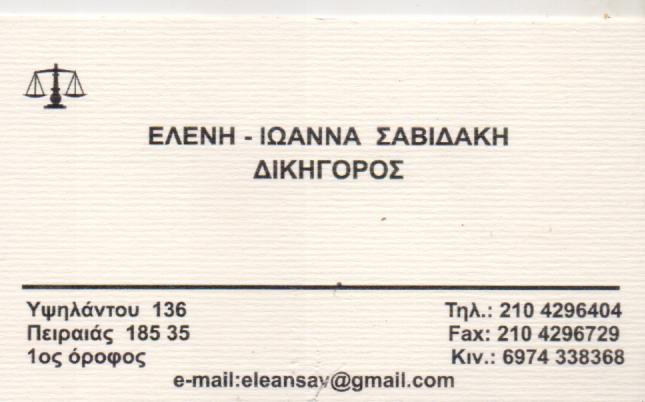 ΕΛΕΝΗ - ΙΩΑΝΝΑ ΣΑΒΙΔΑΚΗ
ΔΙΚΗΓΟΡΟΣ
Υψηλάντου 136
Πειραιάς 185 35
1ος όροφος
Τηλ.: 210 4296404
Fax: 210 4296729
Κιν.: 6974 338368
e-mail:eleansav@gmail.com